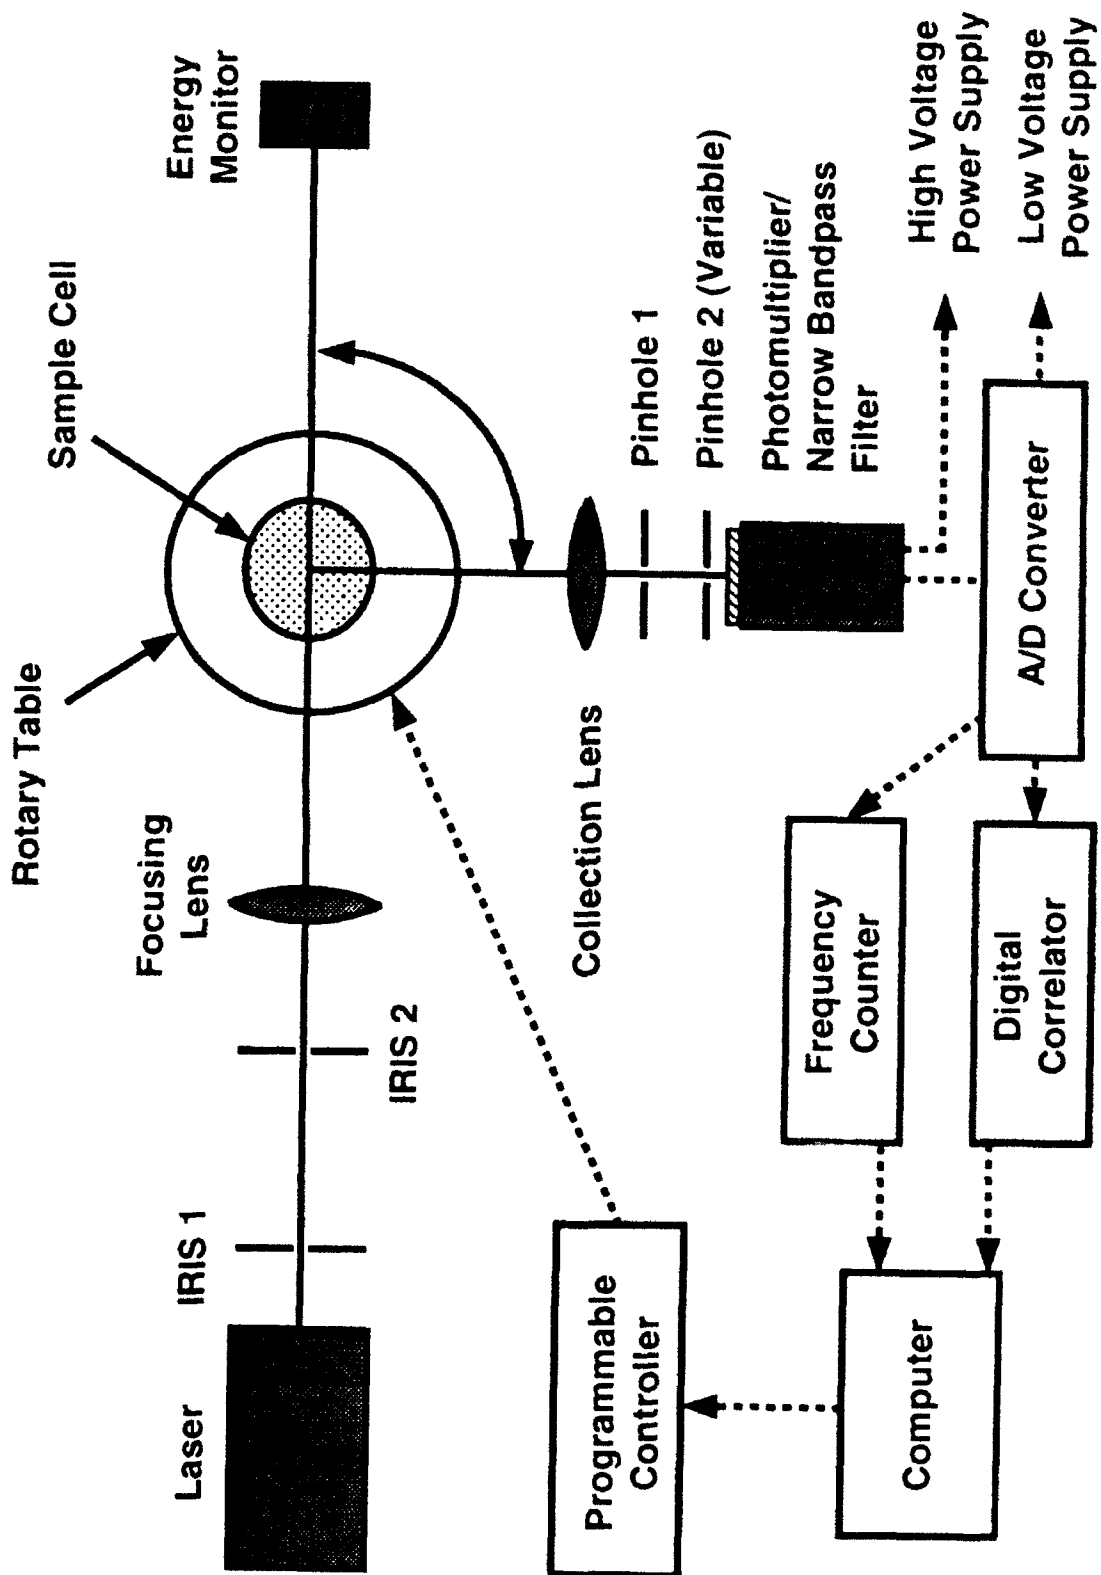 Laser
IRIS 1
IRIS 2
Focusing
Lens
Rotary Table
Sample Cell
Energy
Monitor
Collection Lens
Pinhole 1
Pinhole 2 (Variable)
Photomultiplier/
Narrow Bandpass
Filter
High Voltage
Power Supply
Low Voltage
Power Supply
A/D Converter
Frequency
Counter
Digital
Correlator
Programmable
Controller
Computer